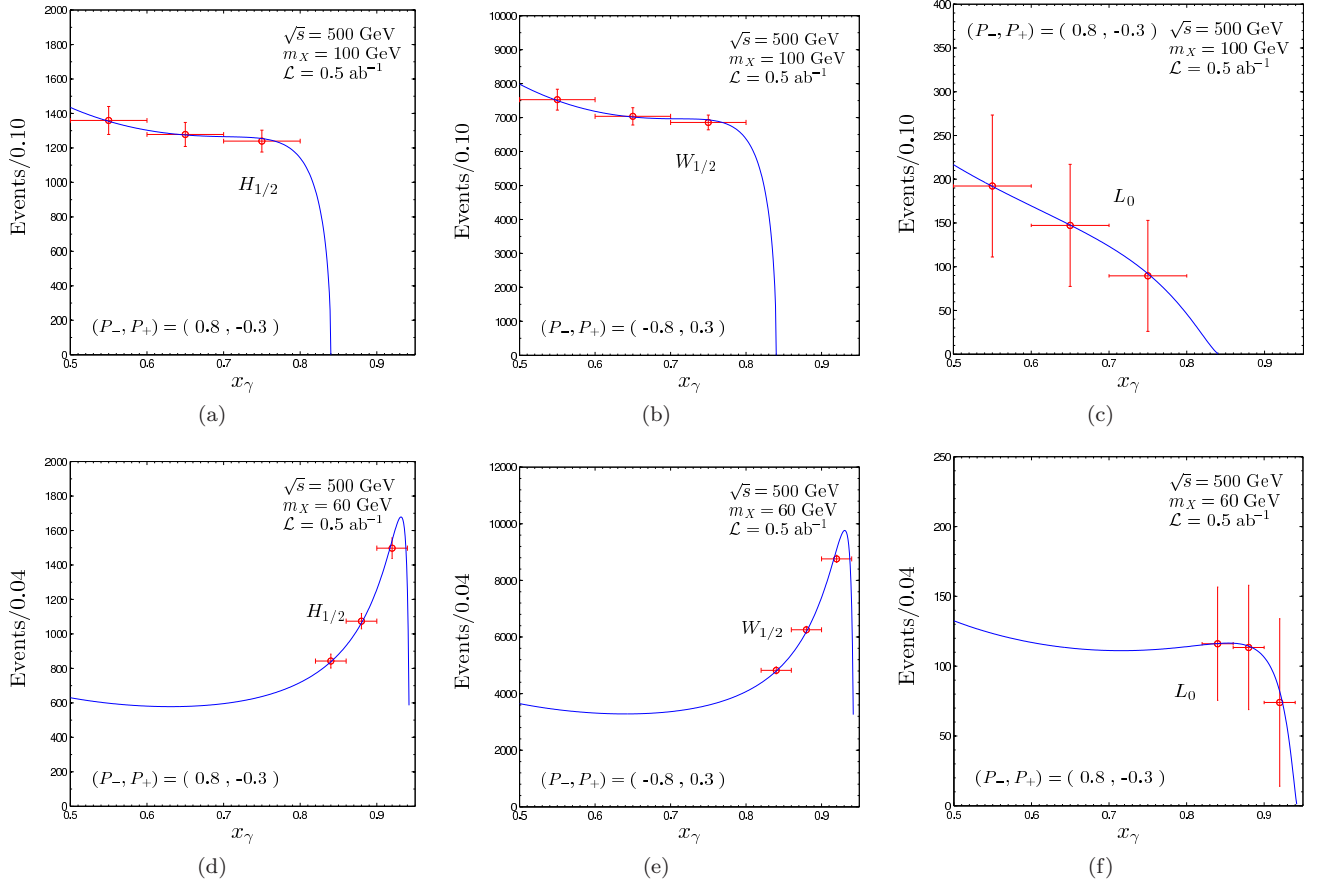 Events/0.10
2000
1800
1600
1400
1200
1000
800
600
400
200
0
0.5 0.6 0.7 0.8 0.9
√s = 500 GeV
m_X = 100 GeV
ℒ = 0.5 ab⁻¹
H_{1/2}
(P₋, P₊) = ( 0.8 , -0.3 )
x_γ
(a)
Events/0.10
10000
9000
8000
7000
6000
5000
4000
3000
2000
1000
0
0.5 0.6 0.7 0.8 0.9
√s = 500 GeV
m_X = 100 GeV
ℒ = 0.5 ab⁻¹
W_{1/2}
(P₋, P₊) = ( -0.8 , 0.3 )
x_γ
(b)
Events/0.10
400
350
300
250
200
150
100
50
0
0.5 0.6 0.7 0.8 0.9
(P₋, P₊) = ( 0.8 , -0.3 )
√s = 500 GeV
m_X = 100 GeV
ℒ = 0.5 ab⁻¹
L₀
x_γ
(c)
Events/0.04
2000
1800
1600
1400
1200
1000
800
600
400
200
0
0.5 0.6 0.7 0.8 0.9
√s = 500 GeV
m_X = 60 GeV
ℒ = 0.5 ab⁻¹
H_{1/2}
(P₋, P₊) = ( 0.8 , -0.3 )
x_γ
(d)
Events/0.04
12000
10000
8000
6000
4000
2000
0
0.5 0.6 0.7 0.8 0.9
√s = 500 GeV
m_X = 60 GeV
ℒ = 0.5 ab⁻¹
W_{1/2}
(P₋, P₊) = ( -0.8 , 0.3 )
x_γ
(e)
Events/0.04
250
200
150
100
50
0
0.5 0.6 0.7 0.8 0.9
√s = 500 GeV
m_X = 60 GeV
ℒ = 0.5 ab⁻¹
L₀
(P₋, P₊) = ( 0.8 , -0.3 )
x_γ
(f)